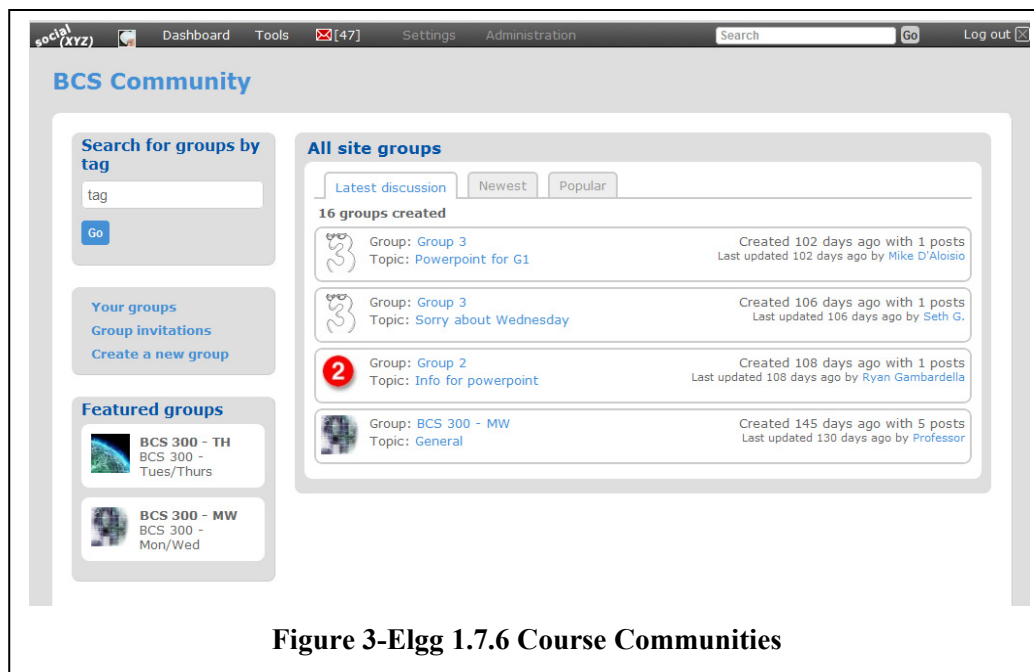 social
(XYZ)
Dashboard Tools [47] Settings Administration Search Go Log out
BCS Community
Search for groups by
tag
tag
Go
Your groups
Group invitations
Create a new group
Featured groups
BCS 300 - TH
BCS 300 -
Tues/Thurs
BCS 300 - MW
BCS 300 -
Mon/Wed
All site groups
Latest discussion Newest Popular
16 groups created
3
Group: Group 3 Created 102 days ago with 1 posts
Topic: Powerpoint for G1 Last updated 102 days ago by Mike D'Aloisio
3
Group: Group 3 Created 106 days ago with 1 posts
Topic: Sorry about Wednesday Last updated 106 days ago by Seth G.
2
Group: Group 2 Created 108 days ago with 1 posts
Topic: Info for powerpoint Last updated 108 days ago by Ryan Gambardella
Group: BCS 300 - MW Created 145 days ago with 5 posts
Topic: General Last updated 130 days ago by Professor
Figure 3-Elgg 1.7.6 Course Communities